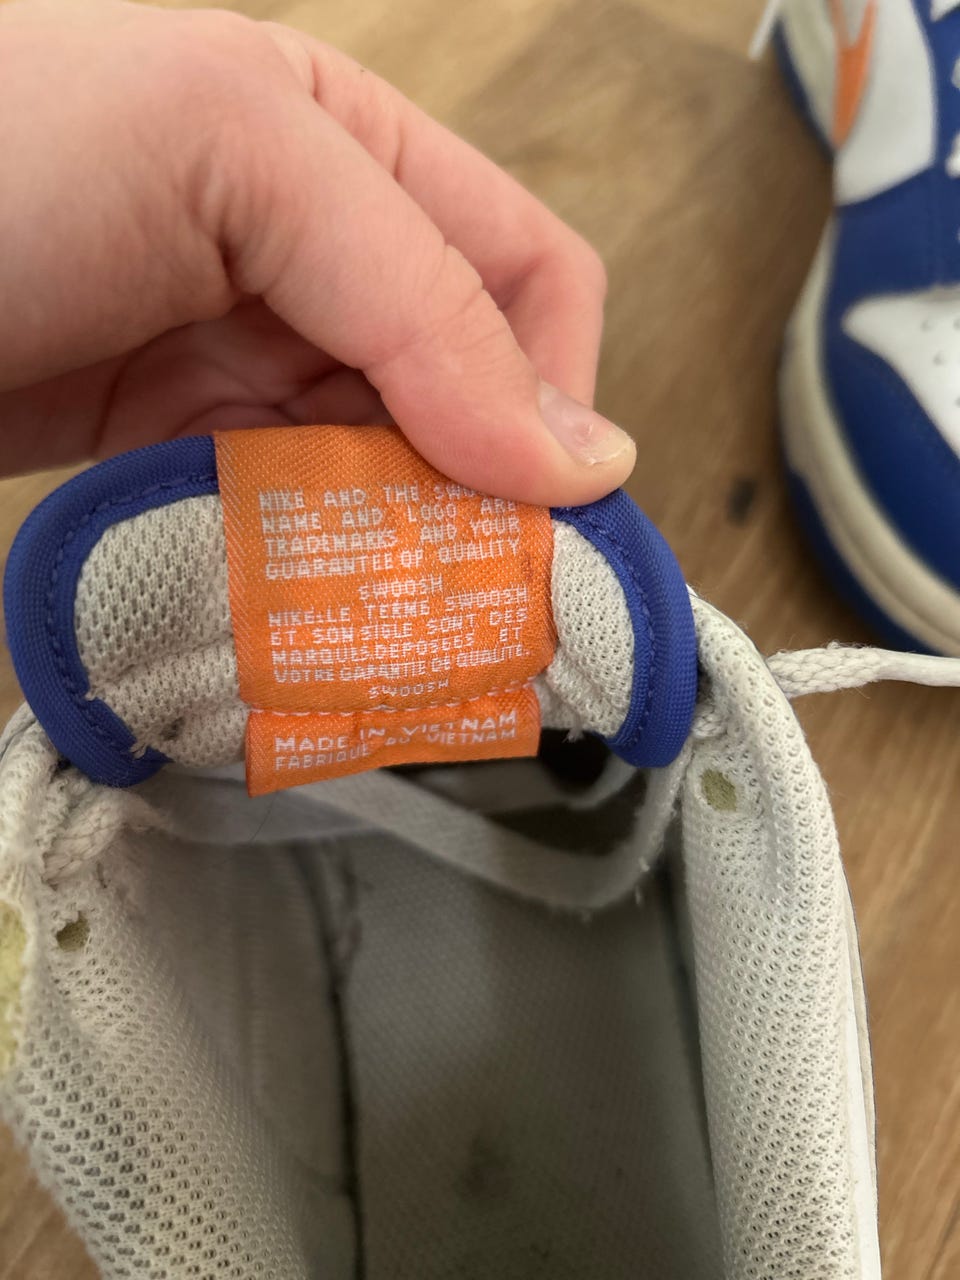 NIKE AND THE
NAME AND LOGO ARE
TRADEMARKS AND YOUR
GUARANTEE OF QUALITY
SWOOSH
NIKE:LE TERME SWOOSH
ET SON SIGLE SONT DES
MARQUES DEPOSEES ET
VOTRE GARANTIE DE QUALITE.
SWOOSH
MADE IN VIETNAM
FABRIQUE AU VIETNAM